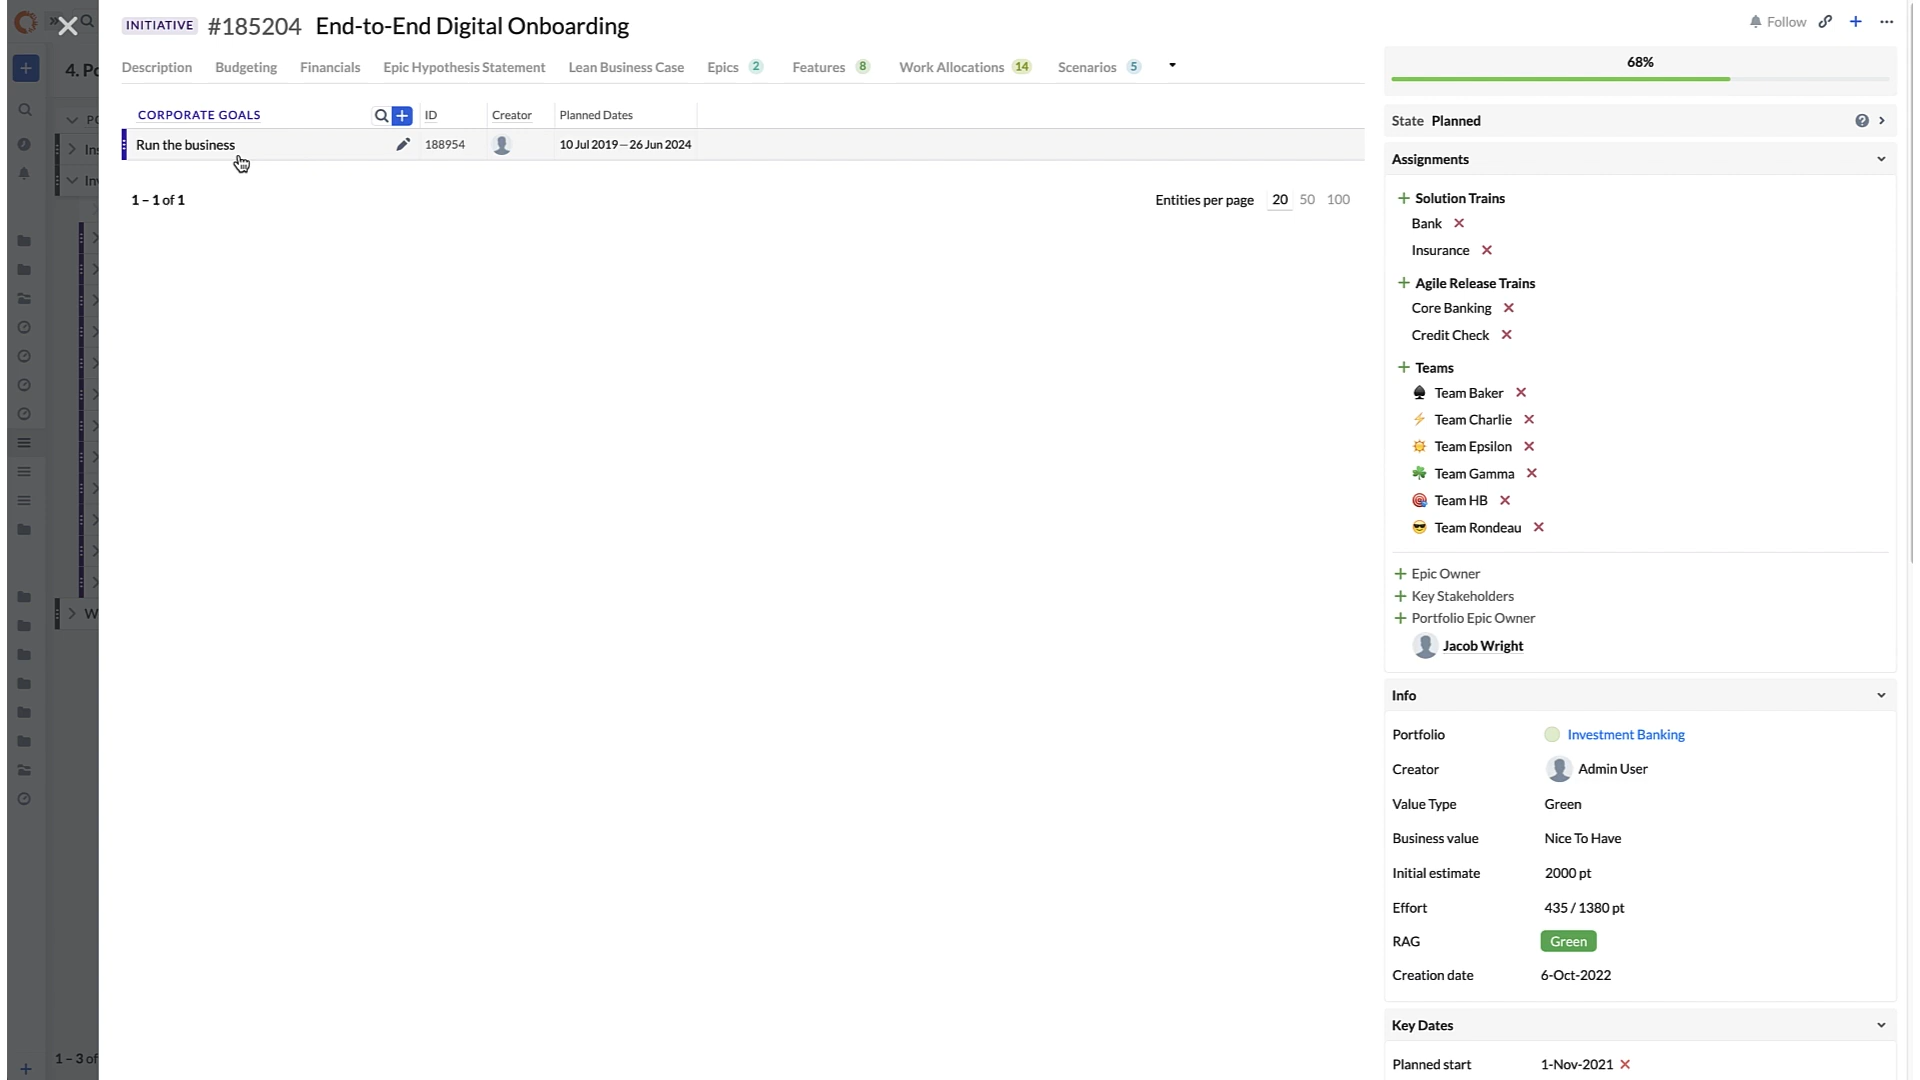 INITIATIVE #185204 End-to-End Digital Onboarding
Follow
Description Budgeting Financials Epic Hypothesis Statement Lean Business Case Epics 2 Features 8 Work Allocations 14 Scenarios 5
68%
4. Po
CORPORATE GOALS ID Creator Planned Dates
Run the business 188954 10 Jul 2019 – 26 Jun 2024
1 – 1 of 1 Entities per page 20 50 100
State Planned
Assignments
Solution Trains
Bank
Insurance
Agile Release Trains
Core Banking
Credit Check
Teams
Team Baker
Team Charlie
Team Epsilon
Team Gamma
Team HB
Team Rondeau
Epic Owner
Key Stakeholders
Portfolio Epic Owner
Jacob Wright
Info
Portfolio Investment Banking
Creator Admin User
Value Type Green
Business value Nice To Have
Initial estimate 2000 pt
Effort 435 / 1380 pt
RAG Green
Creation date 6-Oct-2022
Key Dates
Planned start 1-Nov-2021
PO
Ins
Inv
W
1 – 3 of